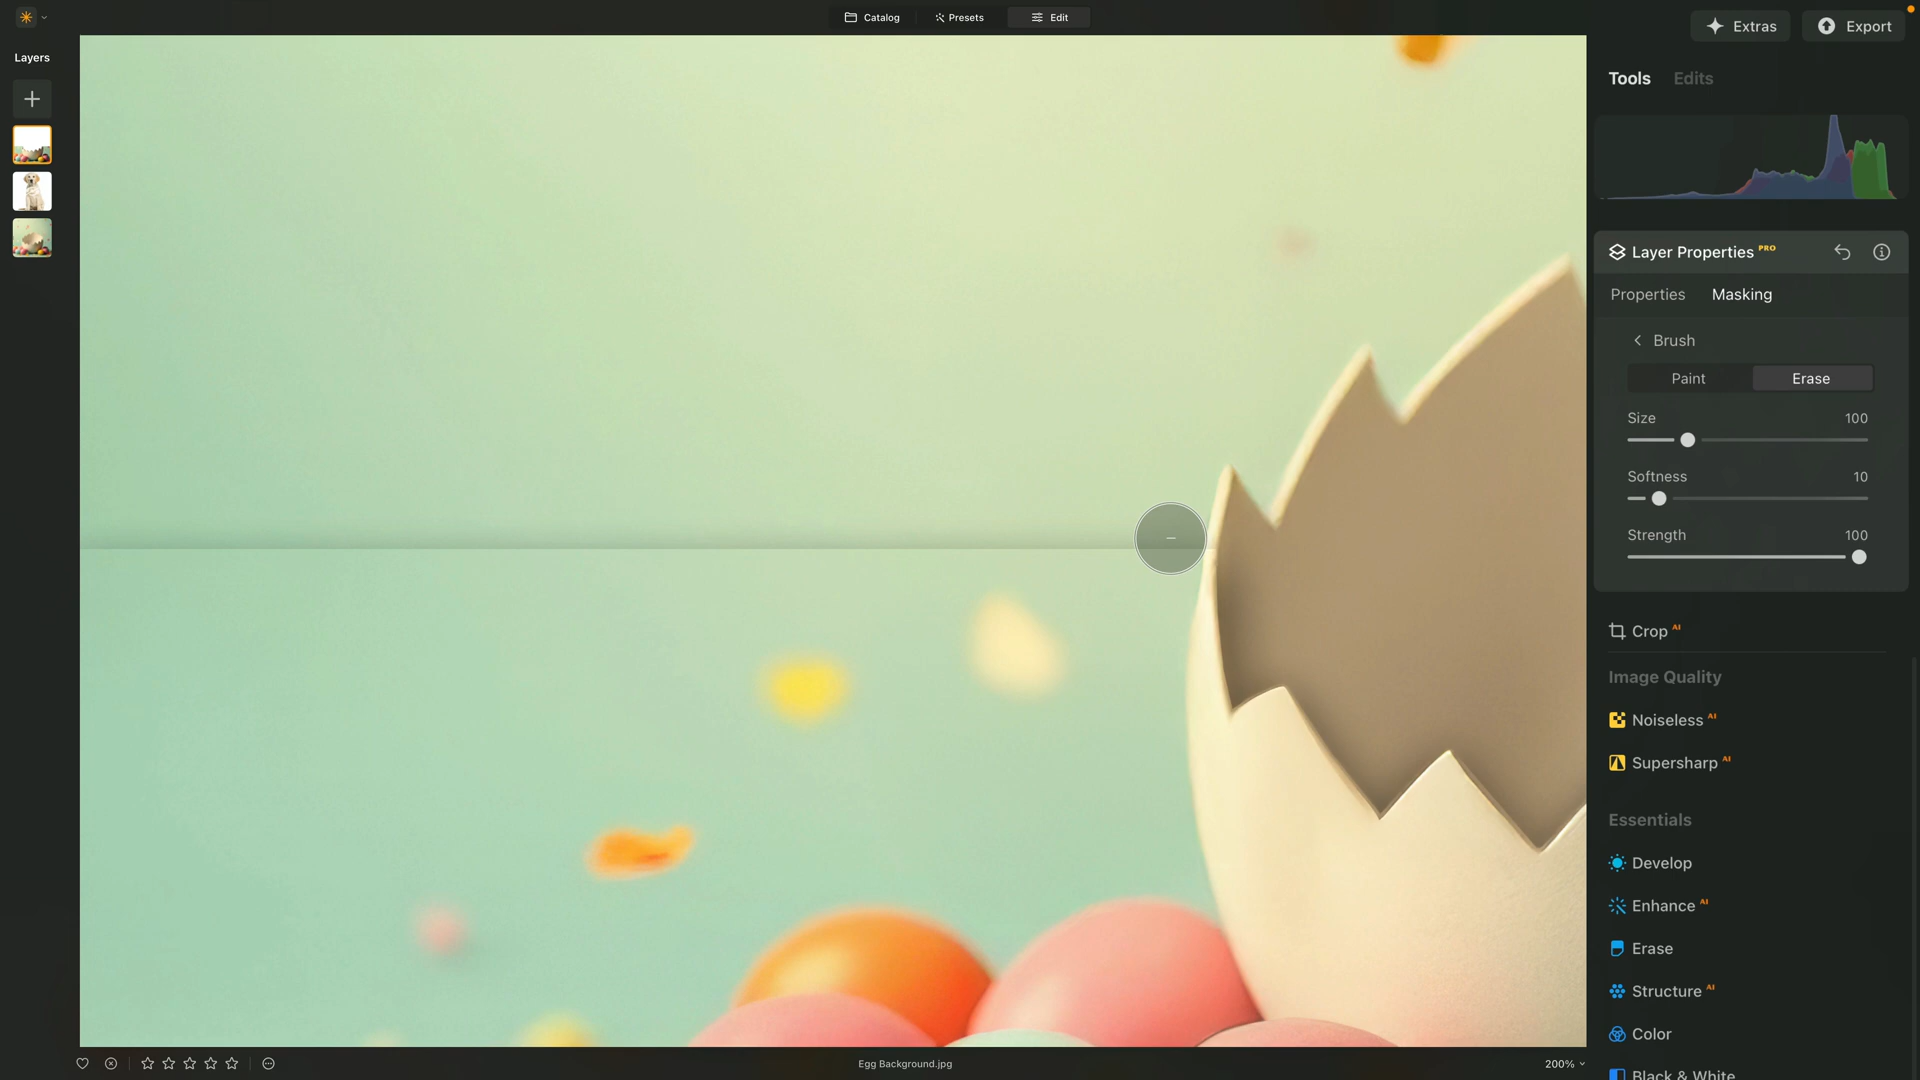 Catalog
Presets
Edit
Extras
Export
Layers
Tools
Edits
Layer Properties PRO
Properties
Masking
Brush
Paint
Erase
Size
100
Softness
10
Strength
100
Crop AI
Image Quality
Noiseless AI
Supersharp AI
Essentials
Develop
Enhance AI
Erase
Structure AI
Color
Black & White
Egg Background.jpg
200%